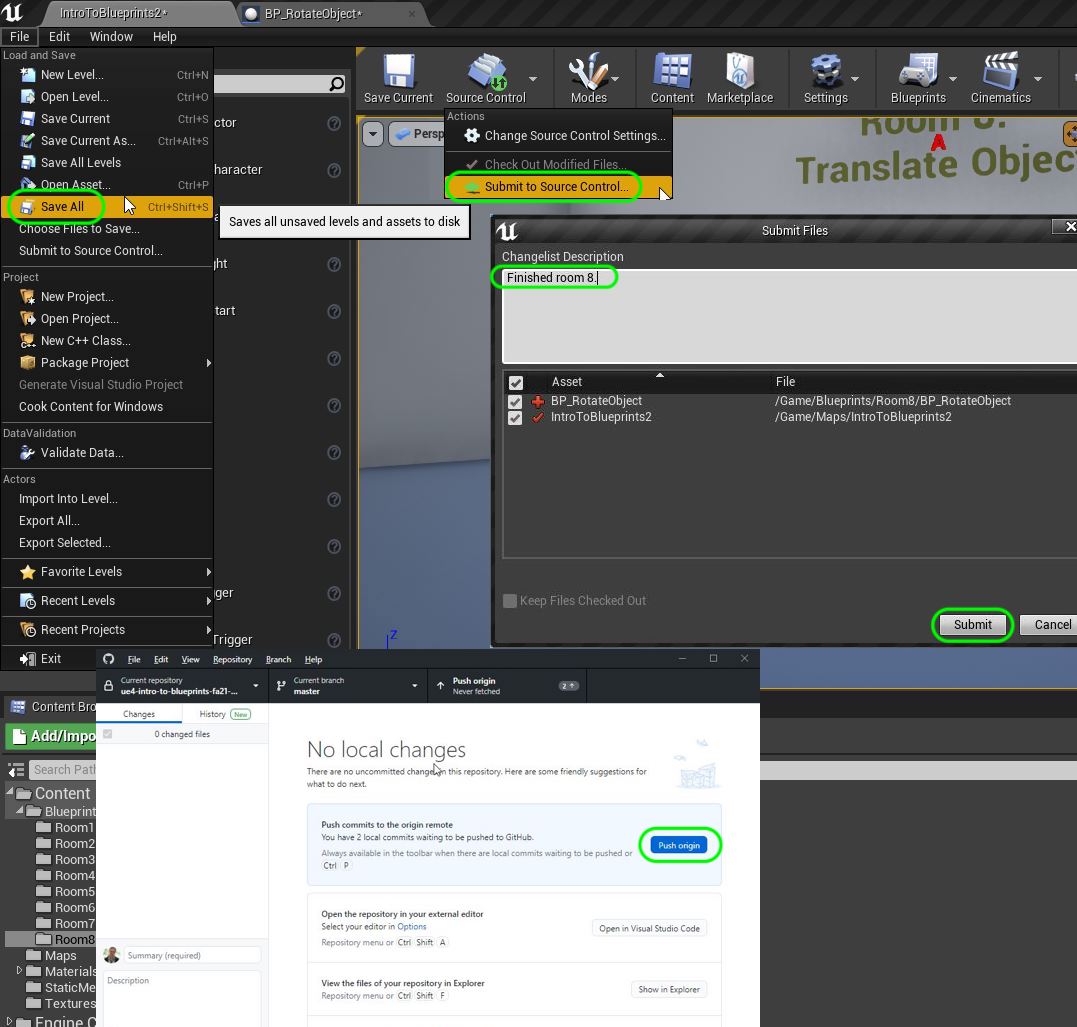 IntroToBlueprints2*
BP_RotateObject*
File Edit Window Help
Load and Save
New Level... Ctrl+N
Open Level... Ctrl+O
Save Current Ctrl+S
Save Current As... Ctrl+Alt+S
Save All Levels
Open Asset... Ctrl+P
Save All Ctrl+Shift+S
Choose Files to Save...
Submit to Source Control...
Project
New Project...
Open Project...
New C++ Class...
Package Project
Generate Visual Studio Project
Cook Content for Windows
DataValidation
Validate Data...
Actors
Import Into Level...
Export All...
Export Selected...
Favorite Levels
Recent Levels
Recent Projects
Exit
Saves all unsaved levels and assets to disk
Save Current
Source Control
Modes
Content
Marketplace
Settings
Blueprints
Cinematics
Persp
Actions
Change Source Control Settings...
Check Out Modified Files...
Submit to Source Control...
Room 8:
A
Translate Objec
Submit Files
Changelist Description
Finished room 8.
Asset File
BP_RotateObject /Game/Blueprints/Room8/BP_RotateObject
IntroToBlueprints2 /Game/Maps/IntroToBlueprints2
Keep Files Checked Out
Submit
Cancel
Z
Trigger
Content Bro
Add/Impo
Search Path
Content
Blueprint
Room1
Room2
Room3
Room4
Room5
Room6
Room7
Room8
Maps
Materials
StaticMe
Textures
Engine C
File Edit View Repository Branch Help
Current repository
ue4-intro-to-blueprints-fa21-...
Current branch
master
Push origin
Never fetched
2
Changes
History New
0 changed files
No local changes
There are no uncommitted changes in this repository. Here are some friendly suggestions for
what to do next.
Push commits to the origin remote
You have 2 local commits waiting to be pushed to GitHub.
Always available in the toolbar when there are local commits waiting to be pushed or
Ctrl P
Push origin
Open the repository in your external editor
Select your editor in Options
Repository menu or Ctrl Shift A
Open in Visual Studio Code
View the files of your repository in Explorer
Repository menu or Ctrl Shift F
Show in Explorer
Summary (required)
Description